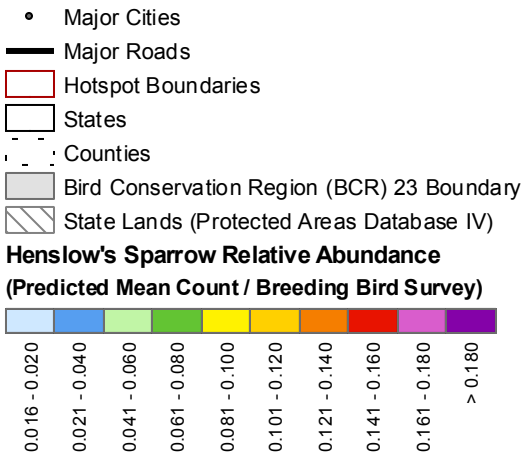 Major Cities
Major Roads
Hotspot Boundaries
States
Counties
Bird Conservation Region (BCR) 23 Boundary
State Lands (Protected Areas Database IV)
Henslow's Sparrow Relative Abundance
(Predicted Mean Count / Breeding Bird Survey)
0.016 - 0.020
0.021 - 0.040
0.041 - 0.060
0.061 - 0.080
0.081 - 0.100
0.101 - 0.120
0.121 - 0.140
0.141 - 0.160
0.161 - 0.180
> 0.180